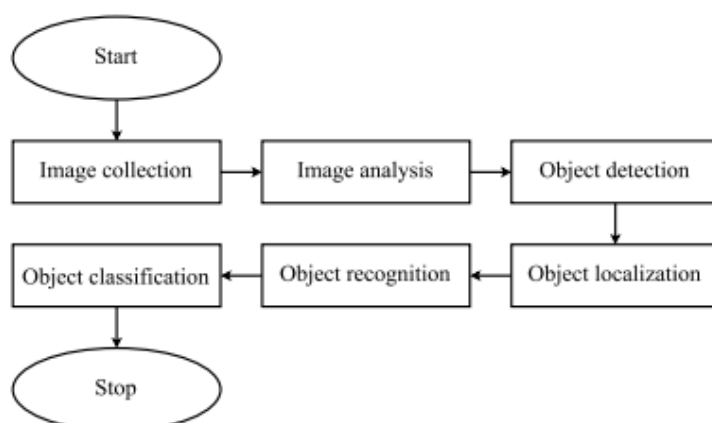 Start
Image collection
Image analysis
Object detection
Object localization
Object recognition
Object classification
Stop